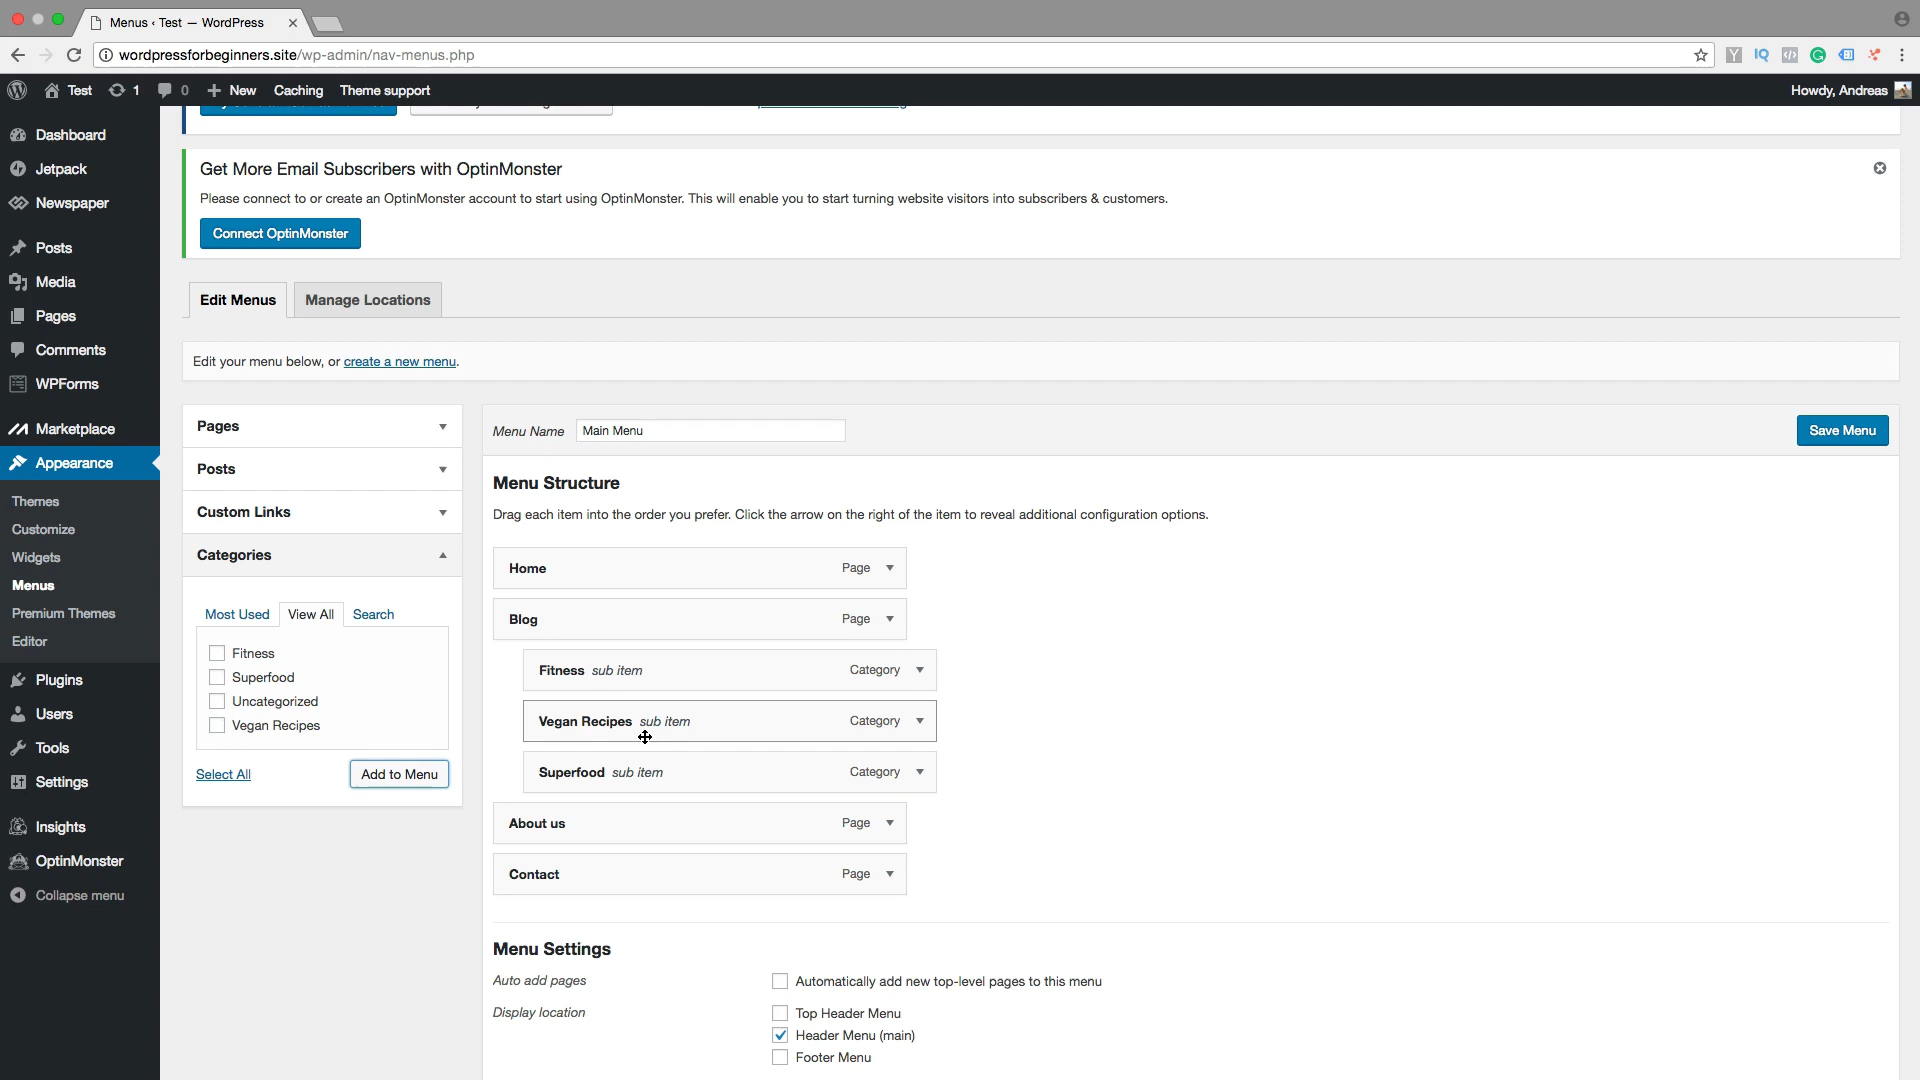 Menus ‹ Test — WordPress
wordpressforbeginners.site/wp-admin/nav-menus.php
Test 1 0 New Caching Theme support Howdy, Andreas
Dashboard
Jetpack
Newspaper
Posts
Media
Pages
Comments
WPForms
Marketplace
Appearance
Themes
Customize
Widgets
Menus
Premium Themes
Editor
Plugins
Users
Tools
Settings
Insights
OptinMonster
Collapse menu
Get More Email Subscribers with OptinMonster
Please connect to or create an OptinMonster account to start using OptinMonster. This will enable you to start turning website visitors into subscribers & customers.
Connect OptinMonster
Edit Menus Manage Locations
Edit your menu below, or create a new menu.
Pages
Posts
Custom Links
Categories
Most Used View All Search
Fitness
Superfood
Uncategorized
Vegan Recipes
Select All Add to Menu
Menu Name Main Menu Save Menu
Menu Structure
Drag each item into the order you prefer. Click the arrow on the right of the item to reveal additional configuration options.
Home Page
Blog Page
Fitness sub item Category
Vegan Recipes sub item Category
Superfood sub item Category
About us Page
Contact Page
Menu Settings
Auto add pages Automatically add new top-level pages to this menu
Display location Top Header Menu
Header Menu (main)
Footer Menu